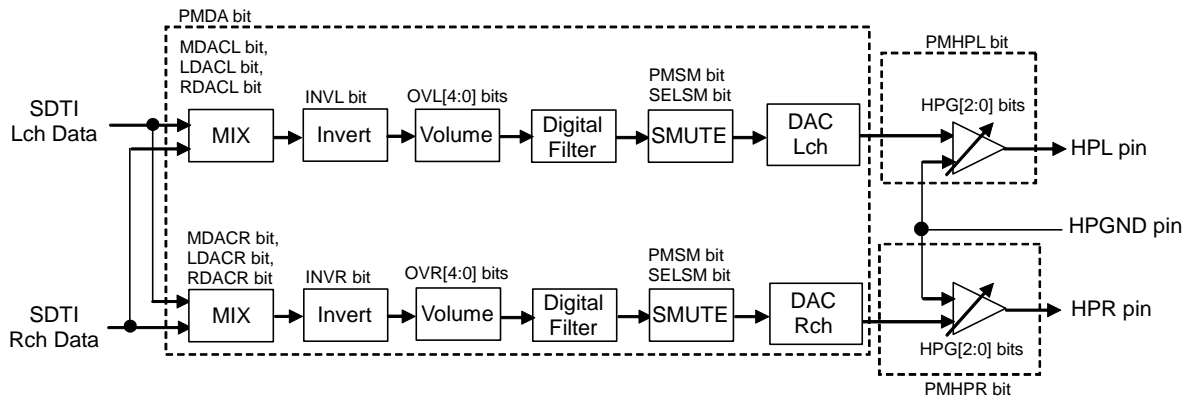 PMDA bit
MDACL bit,
LDACL bit,
RDACL bit
PMHPL bit
SDTI
Lch Data
MIX
INVL bit
Invert
OVL[4:0] bits
Volume
Digital
Filter
PMSM bit
SELSM bit
SMUTE
DAC
Lch
HPG[2:0] bits
HPL pin
HPGND pin
MDACR bit,
LDACR bit,
RDACR bit
SDTI
Rch Data
MIX
INVR bit
Invert
OVR[4:0] bits
Volume
Digital
Filter
PMSM bit
SELSM bit
SMUTE
DAC
Rch
HPR pin
HPG[2:0] bits
PMHPR bit